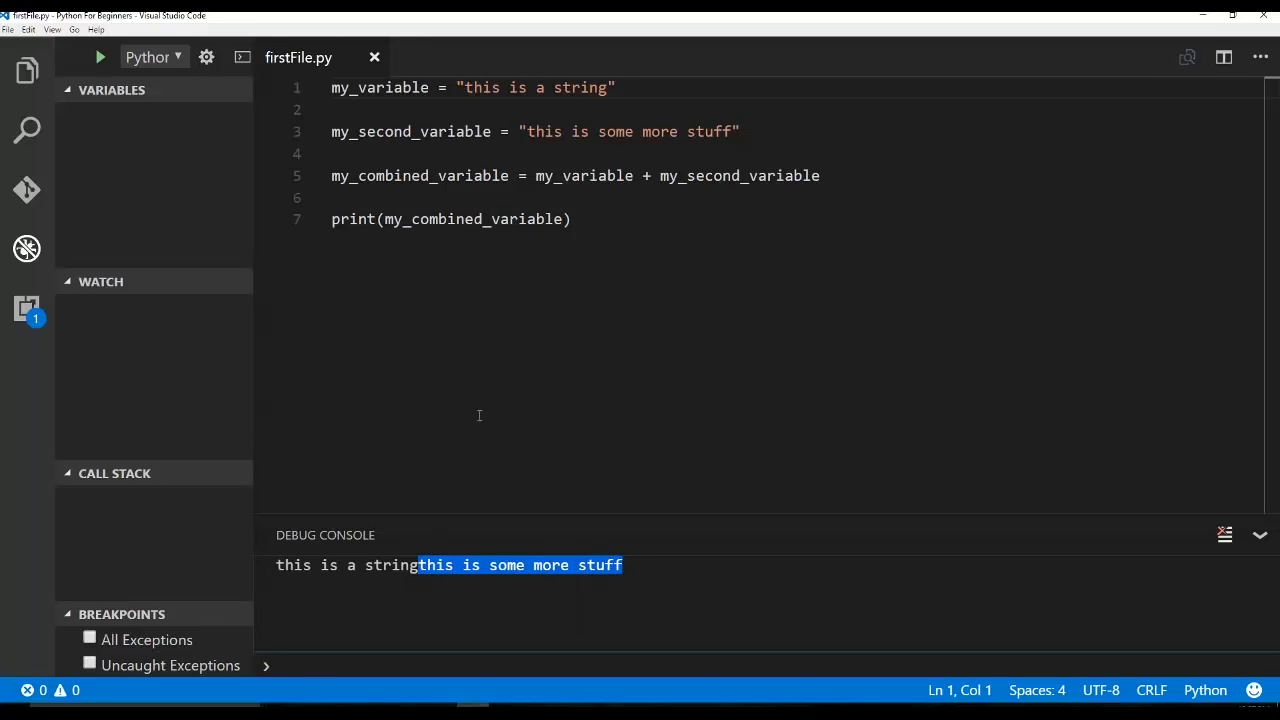 firstFile.py - Python For Beginners - Visual Studio Code
File Edit View Go Help
Python
firstFile.py
VARIABLES
1 my_variable = "this is a string"
2
3 my_second_variable = "this is some more stuff"
4
5 my_combined_variable = my_variable + my_second_variable
6
7 print(my_combined_variable)
WATCH
1
CALL STACK
DEBUG CONSOLE
this is a stringthis is some more stuff
BREAKPOINTS
All Exceptions
Uncaught Exceptions
0 0 Ln 1, Col 1 Spaces: 4 UTF-8 CRLF Python